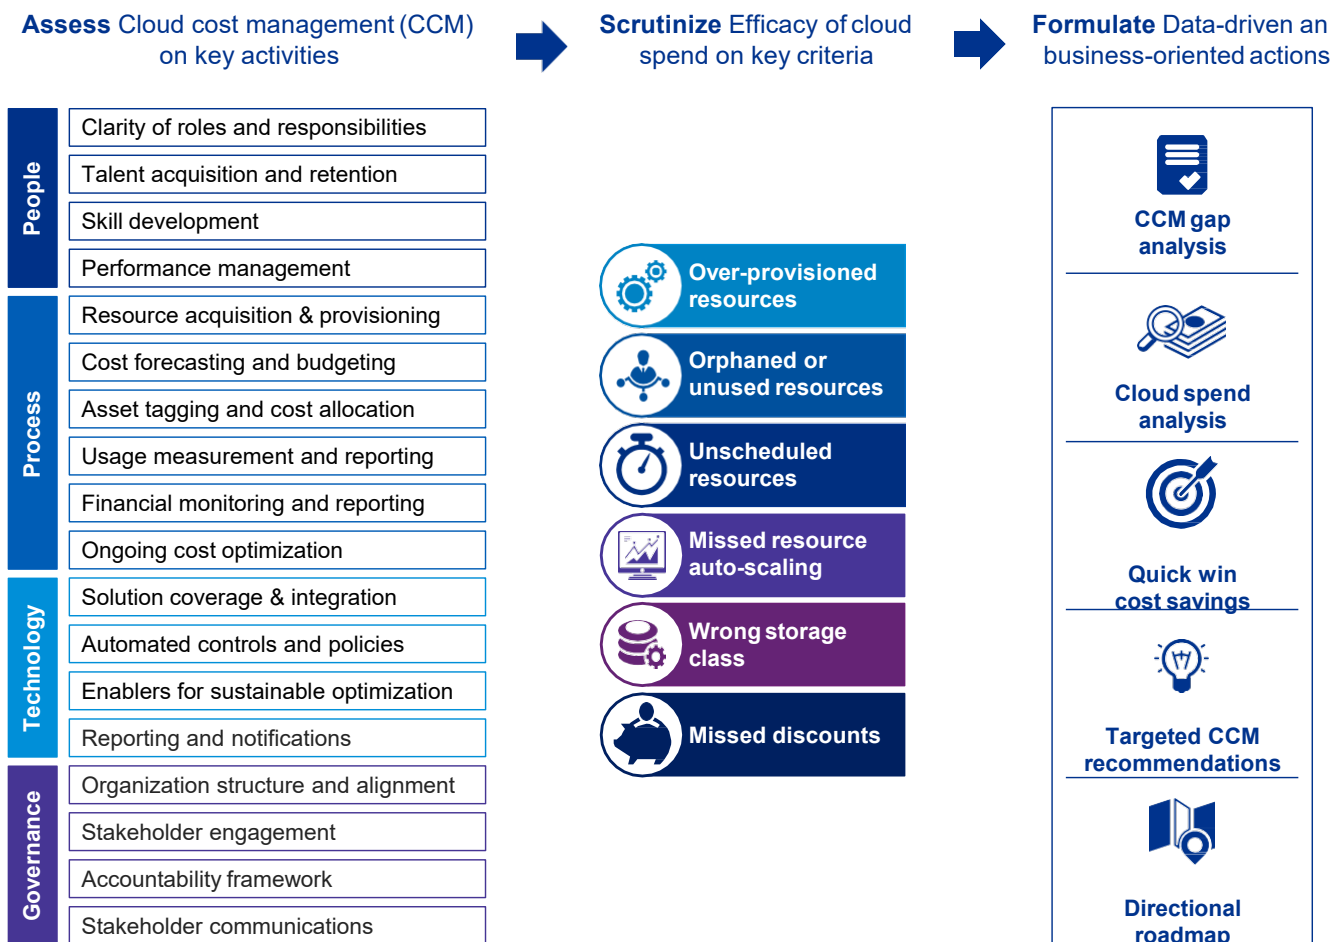 Assess Cloud cost management (CCM)
on key activities
Scrutinize Efficacy of cloud
spend on key criteria
Formulate Data-driven an
business-oriented actions
People
Clarity of roles and responsibilities
Talent acquisition and retention
Skill development
Performance management
Process
Resource acquisition & provisioning
Cost forecasting and budgeting
Asset tagging and cost allocation
Usage measurement and reporting
Financial monitoring and reporting
Ongoing cost optimization
Technology
Solution coverage & integration
Automated controls and policies
Enablers for sustainable optimization
Reporting and notifications
Governance
Organization structure and alignment
Stakeholder engagement
Accountability framework
Stakeholder communications
Over-provisioned
resources
Orphaned or
unused resources
Unscheduled
resources
Missed resource
auto-scaling
Wrong storage
class
Missed discounts
CCM gap
analysis
Cloud spend
analysis
Quick win
cost savings
Targeted CCM
recommendations
Directional
roadmap